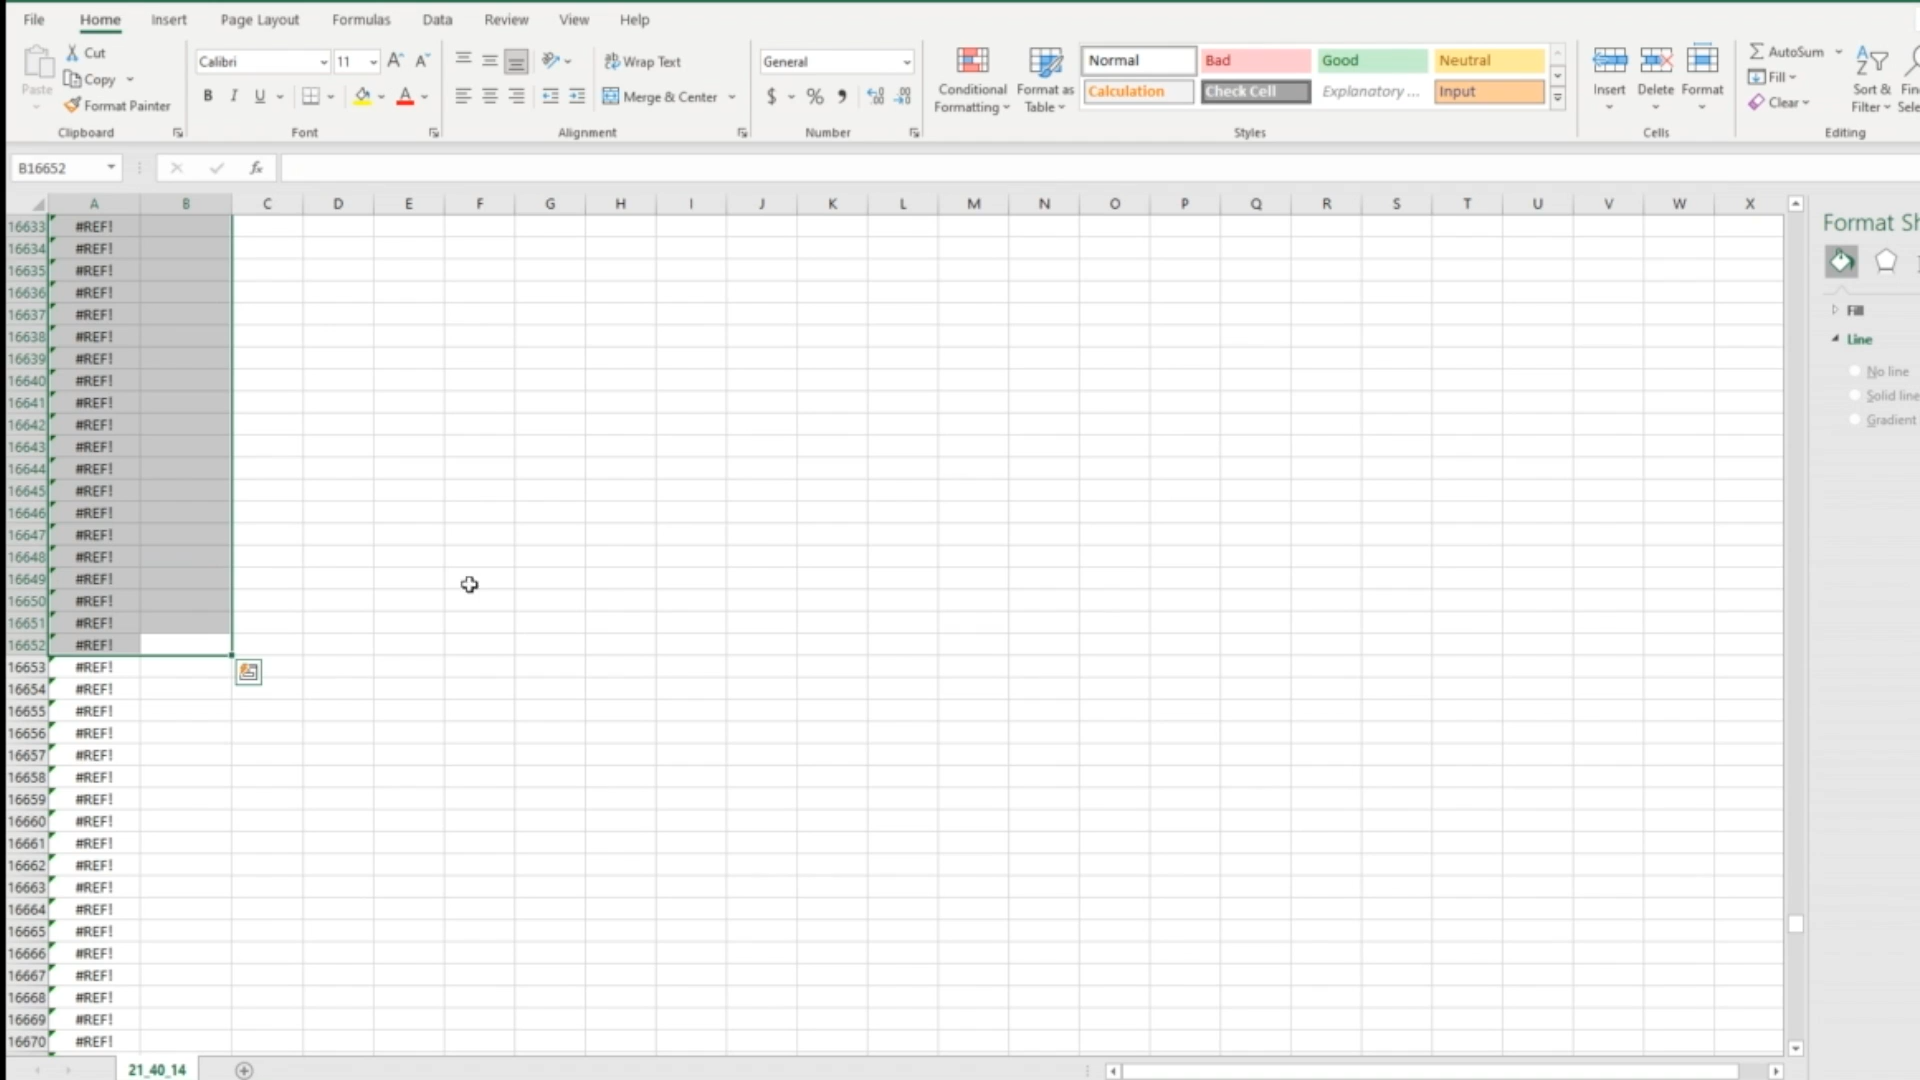 File Home Insert Page Layout Formulas Data Review View Help
Paste Cut Calibri 11 A A Wrap Text General Conditional Formatting Format as Table Normal Bad Good Neutral Insert Delete Format AutoSum Sort & Filter
Copy B I U A Merge & Center $ % , Calculation Check Cell Explanatory ... Input Fill
Format Painter Clear
Clipboard Font Alignment Number Styles Cells Editing
B16652 fx
A B C D E F G H I J K L M N O P Q R S T U V W X
16633 #REF!
16634 #REF!
16635 #REF!
16636 #REF!
16637 #REF!
16638 #REF!
16639 #REF!
16640 #REF!
16641 #REF!
16642 #REF!
16643 #REF!
16644 #REF!
16645 #REF!
16646 #REF!
16647 #REF!
16648 #REF!
16649 #REF!
16650 #REF!
16651 #REF!
16652 #REF!
16653 #REF!
16654 #REF!
16655 #REF!
16656 #REF!
16657 #REF!
16658 #REF!
16659 #REF!
16660 #REF!
16661 #REF!
16662 #REF!
16663 #REF!
16664 #REF!
16665 #REF!
16666 #REF!
16667 #REF!
16668 #REF!
16669 #REF!
16670 #REF!
Format Sh
Fill
Line
No line
Solid line
Gradient
21_40_14